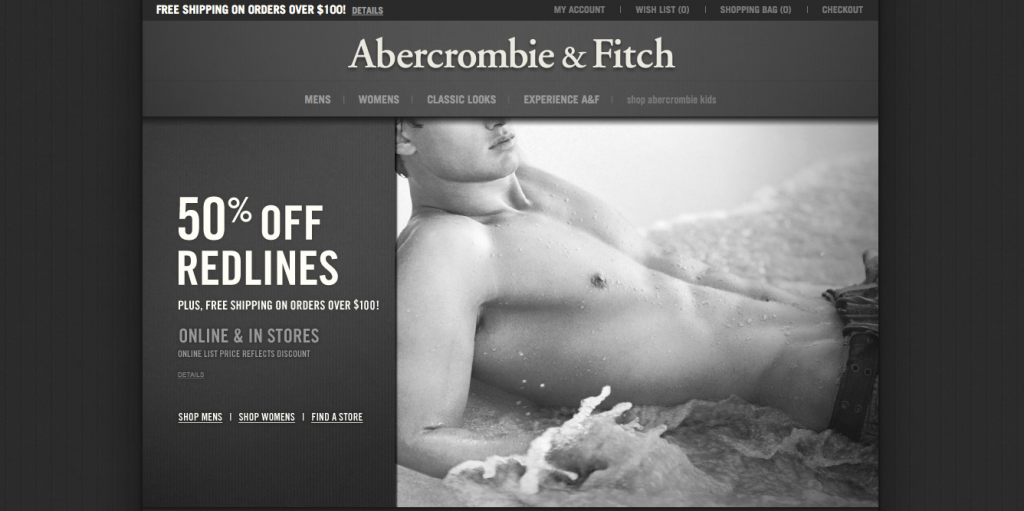 FREE SHIPPING ON ORDERS OVER $100! DETAILS
MY ACCOUNT | WISH LIST (0) | SHOPPING BAG (0) | CHECKOUT
Abercrombie & Fitch
MENS | WOMENS | CLASSIC LOOKS | EXPERIENCE A&F | shop abercrombie kids
50% OFF
REDLINES
PLUS, FREE SHIPPING ON ORDERS OVER $100!
ONLINE & IN STORES
ONLINE LIST PRICE REFLECTS DISCOUNT
DETAILS
SHOP MENS | SHOP WOMENS | FIND A STORE